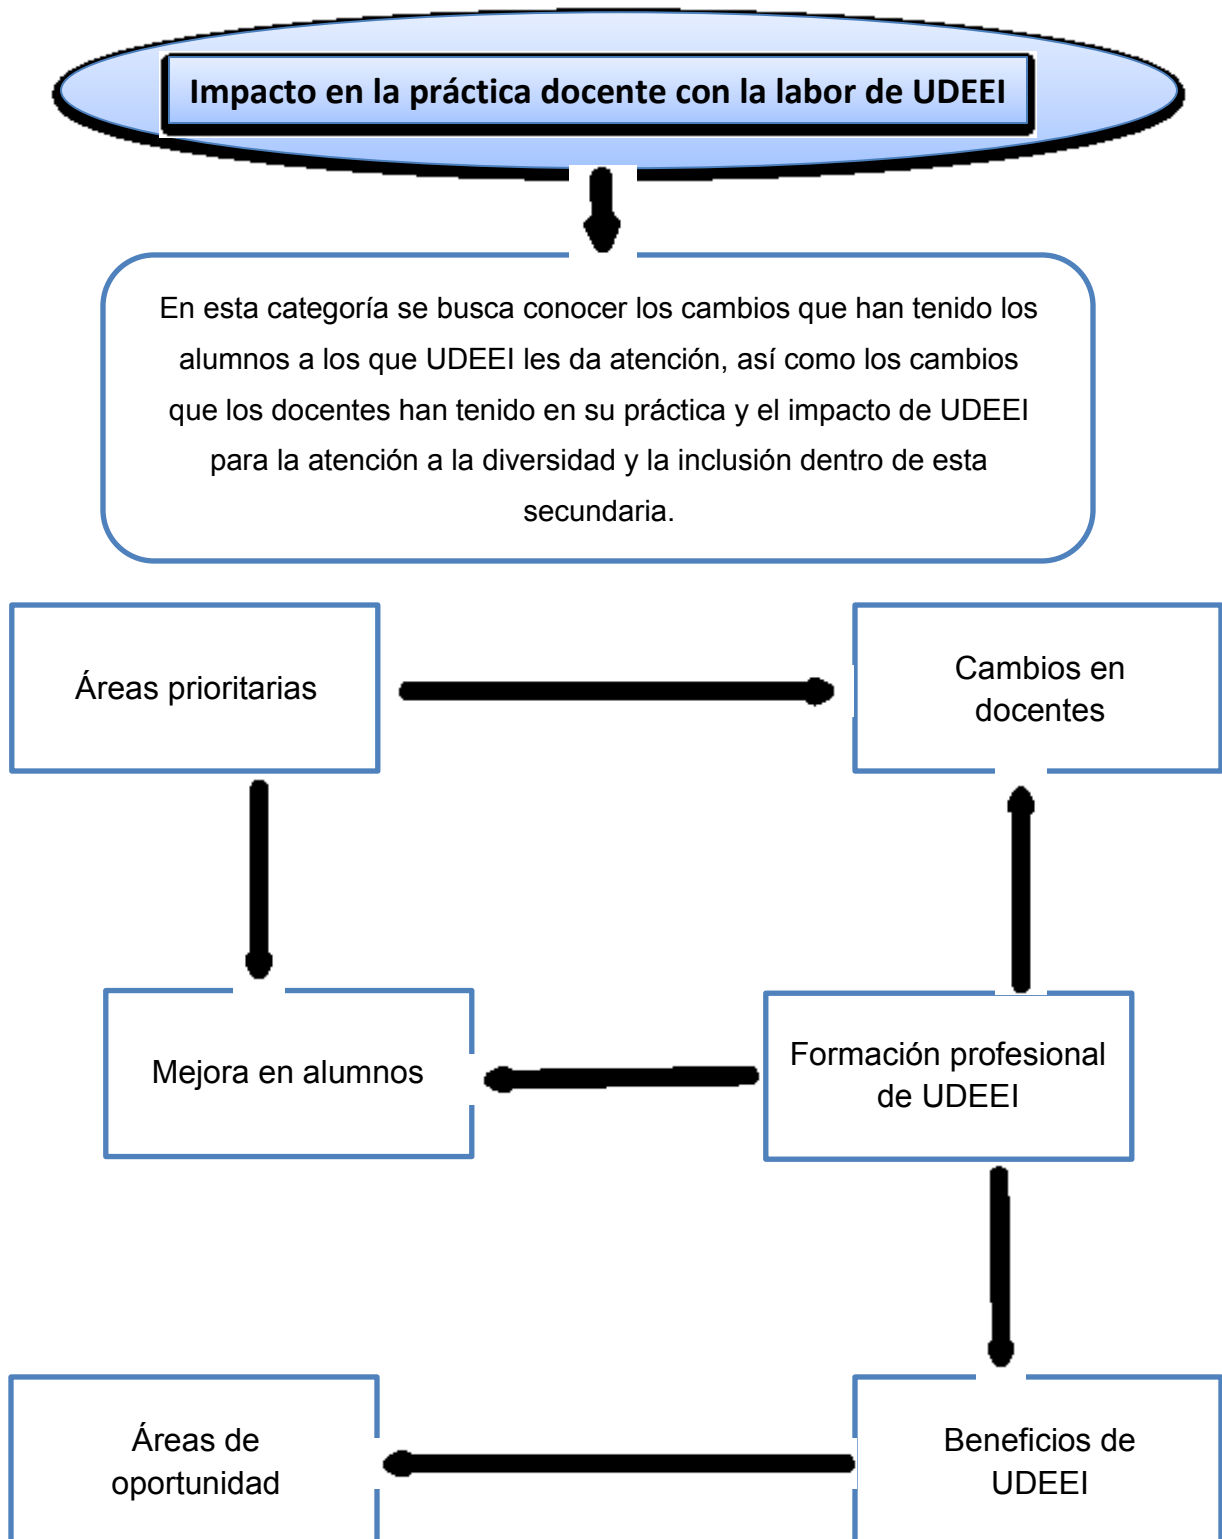 Impacto en la práctica docente con la labor de UDEEI
En esta categoría se busca conocer los cambios que han tenido los
alumnos a los que UDEEI les da atención, así como los cambios
que los docentes han tenido en su práctica y el impacto de UDEEI
para la atención a la diversidad y la inclusión dentro de esta
secundaria.
Áreas prioritarias
Cambios en
docentes
Mejora en alumnos
Formación profesional
de UDEEI
Áreas de
oportunidad
Beneficios de
UDEEI